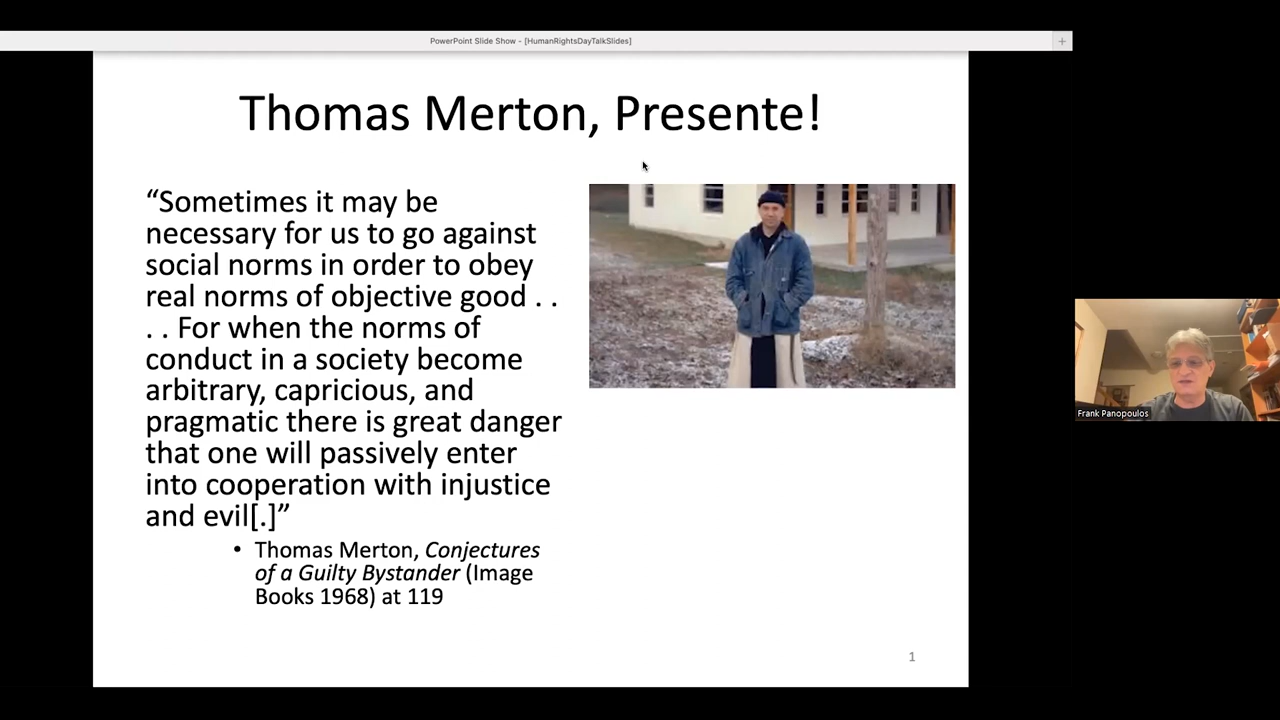 PowerPoint Slide Show - [HumanRightsDayTalkSlides]
Thomas Merton, Presente!
“Sometimes it may be
necessary for us to go against
social norms in order to obey
real norms of objective good . .
. . For when the norms of
conduct in a society become
arbitrary, capricious, and
pragmatic there is great danger
that one will passively enter
into cooperation with injustice
and evil[.]”
• Thomas Merton, Conjectures
of a Guilty Bystander (Image
Books 1968) at 119
1
Frank Panopoulos